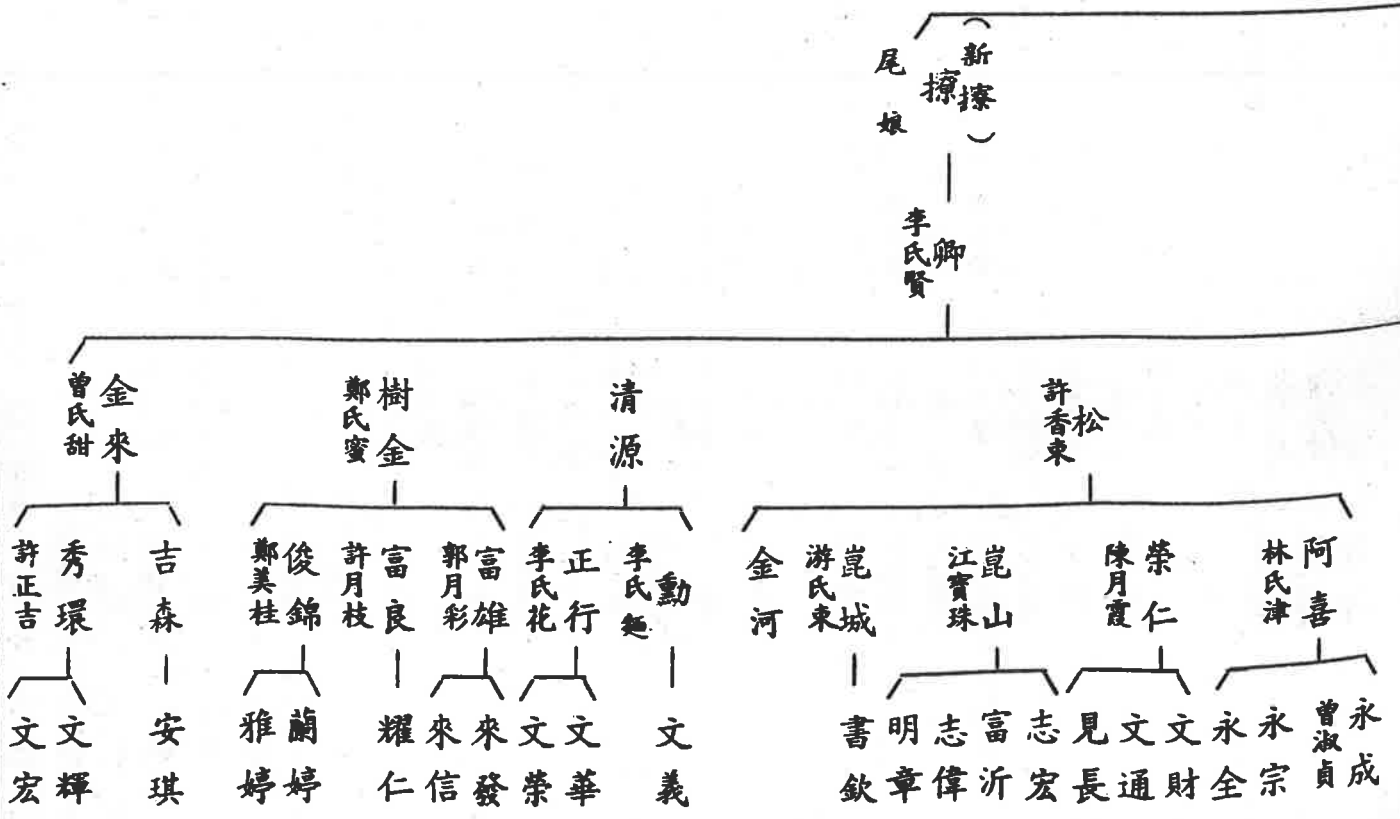 （新撩）
撩
尾娘
卿
李氏賢
松
許香東
清源
樹金
鄭氏蜜
金來
曾氏甜
阿喜
林氏津
榮仁
陳月霞
崑山
江寶珠
崑城
游氏東
金河
勳
李氏麵
正行
李氏花
富雄
郭月彩
富良
許月枝
俊錦
鄭美桂
吉森
秀環
許正吉
永成
曾淑貞
永宗
永全
文財
文通
見長
志宏
富沂
志偉
明章
書欽
文義
文華
文榮
來發
來信
耀仁
蘭婷
雅婷
安琪
文輝
文宏